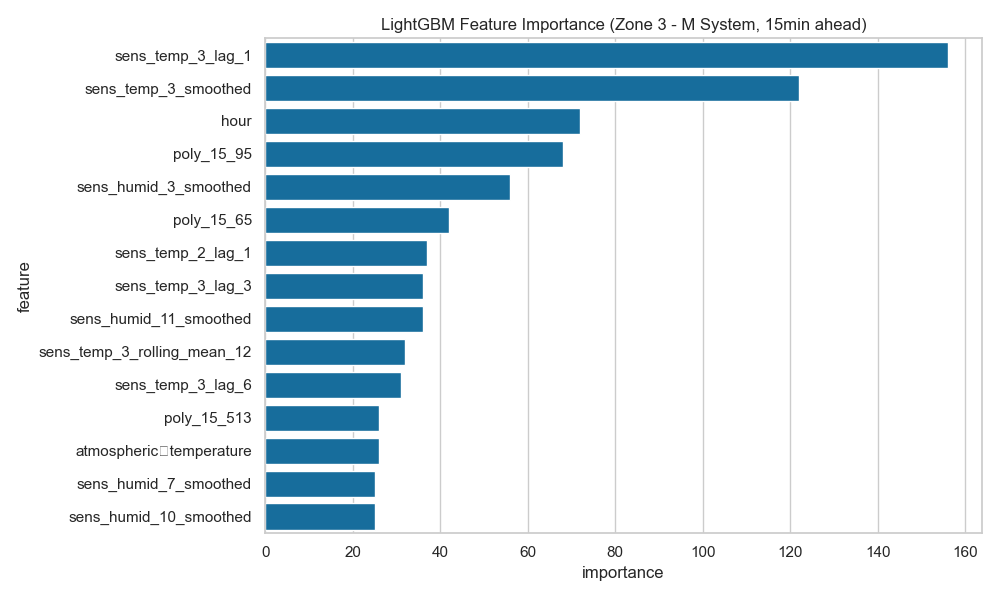 LightGBM Feature Importance (Zone 3 - M System, 15min ahead)
sens_temp_3_lag_1
sens_temp_3_smoothed
hour
poly_15_95
sens_humid_3_smoothed
poly_15_65
sens_temp_2_lag_1
sens_temp_3_lag_3
sens_humid_11_smoothed
sens_temp_3_rolling_mean_12
sens_temp_3_lag_6
poly_15_513
atmospheric□temperature
sens_humid_7_smoothed
sens_humid_10_smoothed
feature
0 20 40 60 80 100 120 140 160
importance